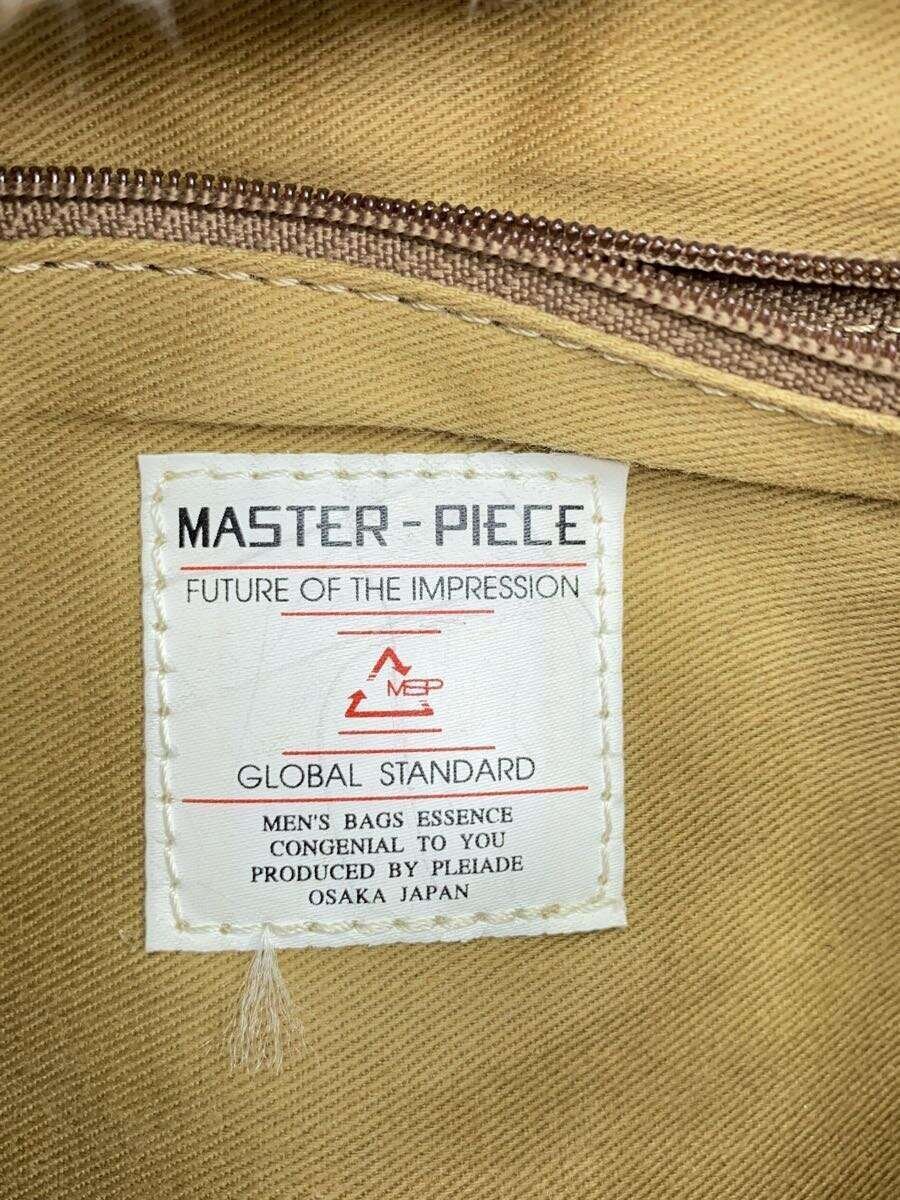 MASTER-PIECE
FUTURE OF THE IMPRESSION
MSP
GLOBAL STANDARD
MEN'S BAGS ESSENCE
CONGENIAL TO YOU
PRODUCED BY PLEIADE
OSAKA JAPAN